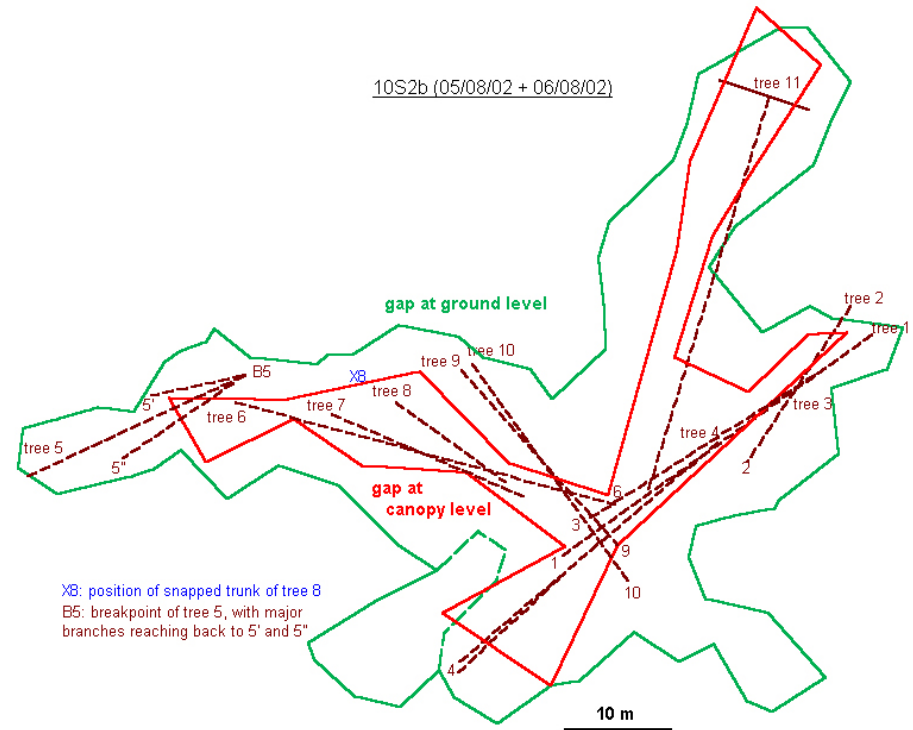 10S2b (05/08/02 + 06/08/02)
tree 11
gap at ground level
tree 2
tree 1
tree 10
tree 9
B5
X8
tree 8
tree 3
5'
tree 6
tree 7
tree 4
tree 5
5"
2
gap at
canopy level
6
3
1
9
10
X8: position of snapped trunk of tree 8
B5: breakpoint of tree 5, with major
branches reaching back to 5' and 5"
4
10 m